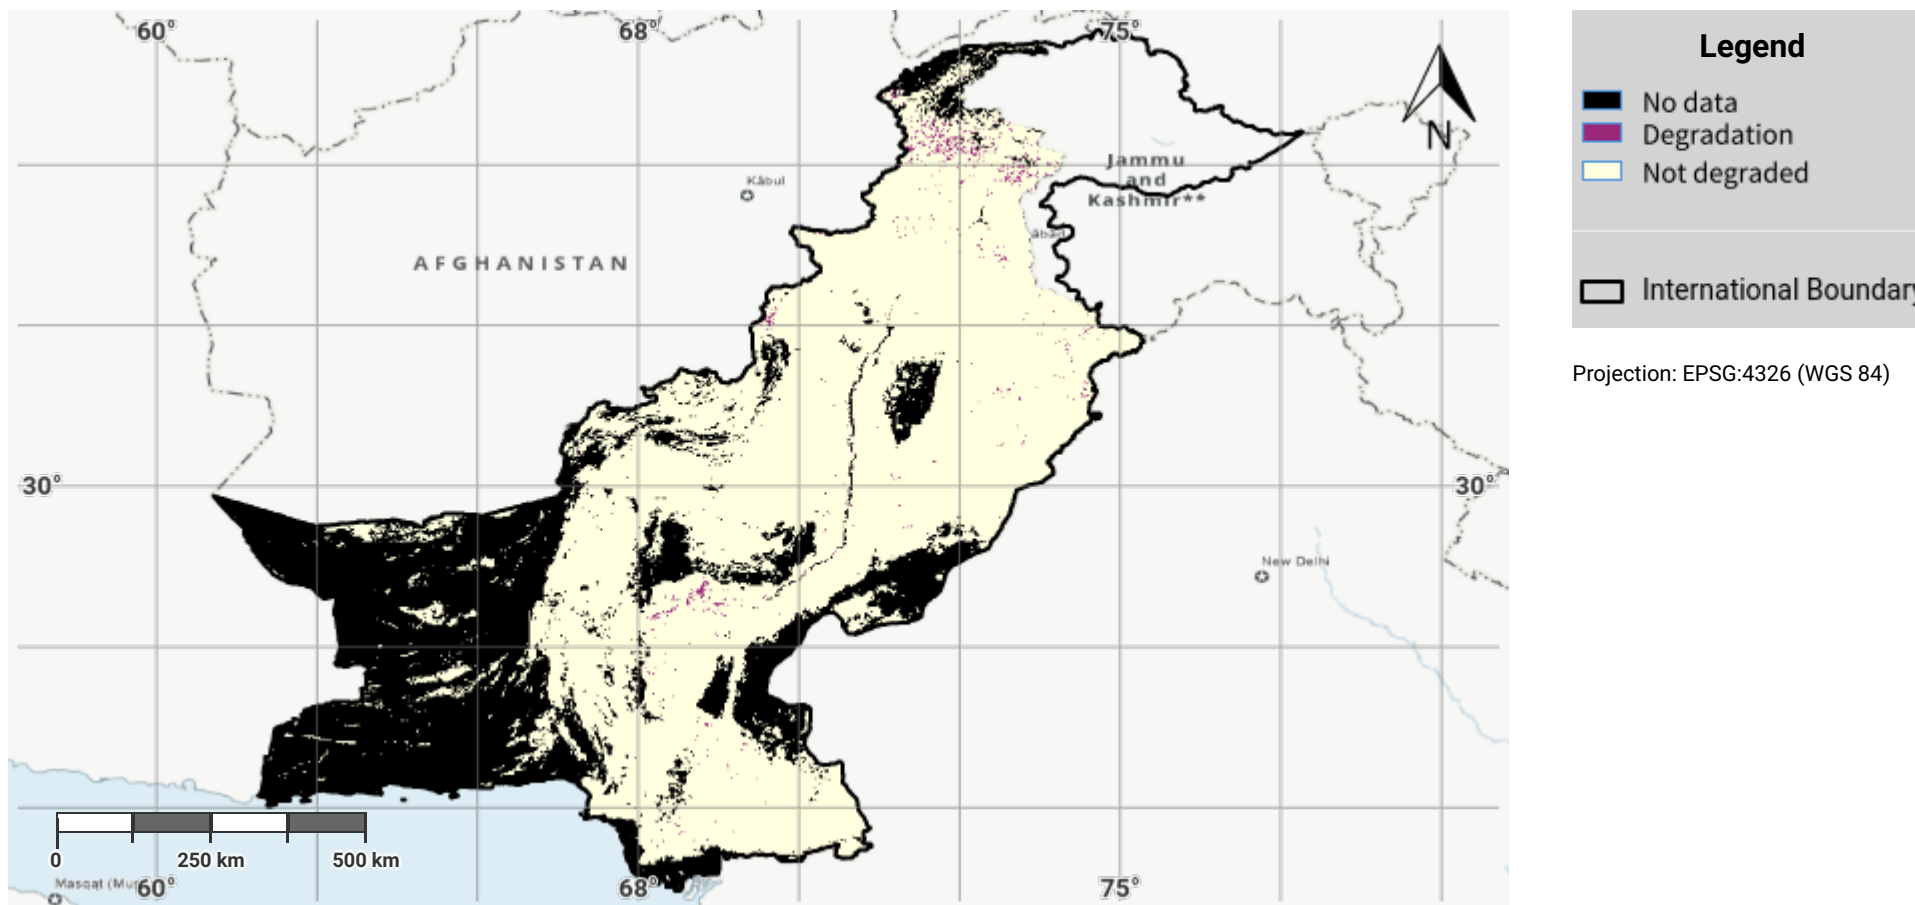 60°
68°
75°
Legend
No data
Degradation
Not degraded
International Boundary
N
Projection: EPSG:4326 (WGS 84)
Jammu
and
Kashmir**
Kābul
AFGHANISTAN
30°
30°
New Delhi
0
250 km
500 km
60°
68°
75°